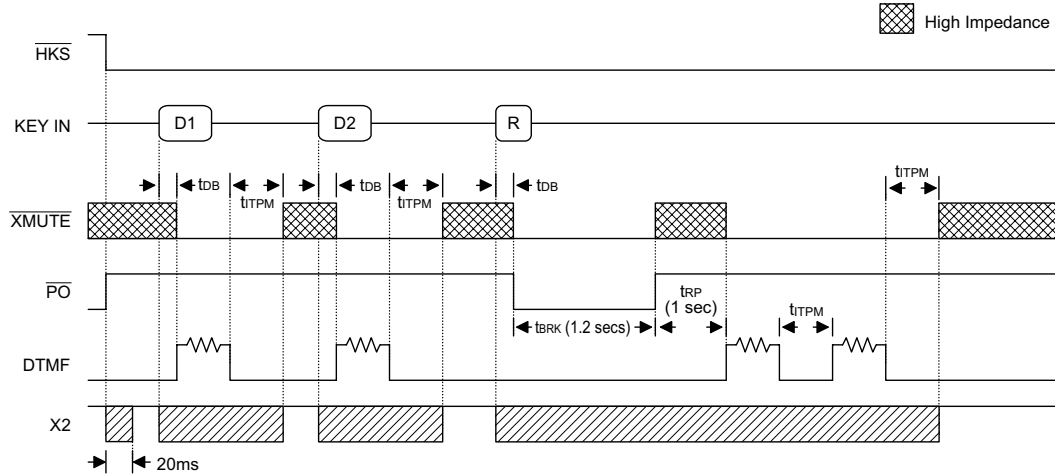 High Impedance
HKS
KEY IN
D1
D2
R
tDB
tITPM
tDB
tITPM
tDB
tITPM
XMUTE
PO
tBRK (1.2 secs)
tRP
(1 sec)
tITPM
DTMF
X2
20ms